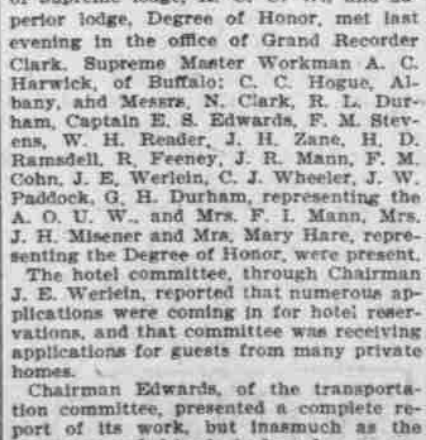 of Supreme lodge,
perior lodge, Degree of Honor, met last
evening in the office of Grand Recorder
Clark. Supreme Master Workman A. C.
Harwick, of Buffalo; C. C. Hogue, Al-
bany, and Messrs. N. Clark, R. L. Dur-
ham, Captain E. S. Edwards, F. M. Stev-
ens, W. H. Reader, J. H. Zane, H. D.
Ramsdell, R. Feeney, J. R. Mann, F. M.
Cohn, J. E. Werlein, C. J. Wheeler, J. W.
Paddock, G. H. Durham, representing the
A. O. U. W., and Mrs. F. I. Mann, Mrs.
J. H. Misener and Mrs. Mary Hare, repre-
senting the Degree of Honor, were present.
The hotel committee, through Chairman
J. E. Werlein, reported that numerous ap-
plications were coming in for hotel reser-
vations, and that committee was receiving
applications for guests from many private
homes.
Chairman Edwards, of the transporta-
tion committee, presented a complete re-
port of its work, but inasmuch as the